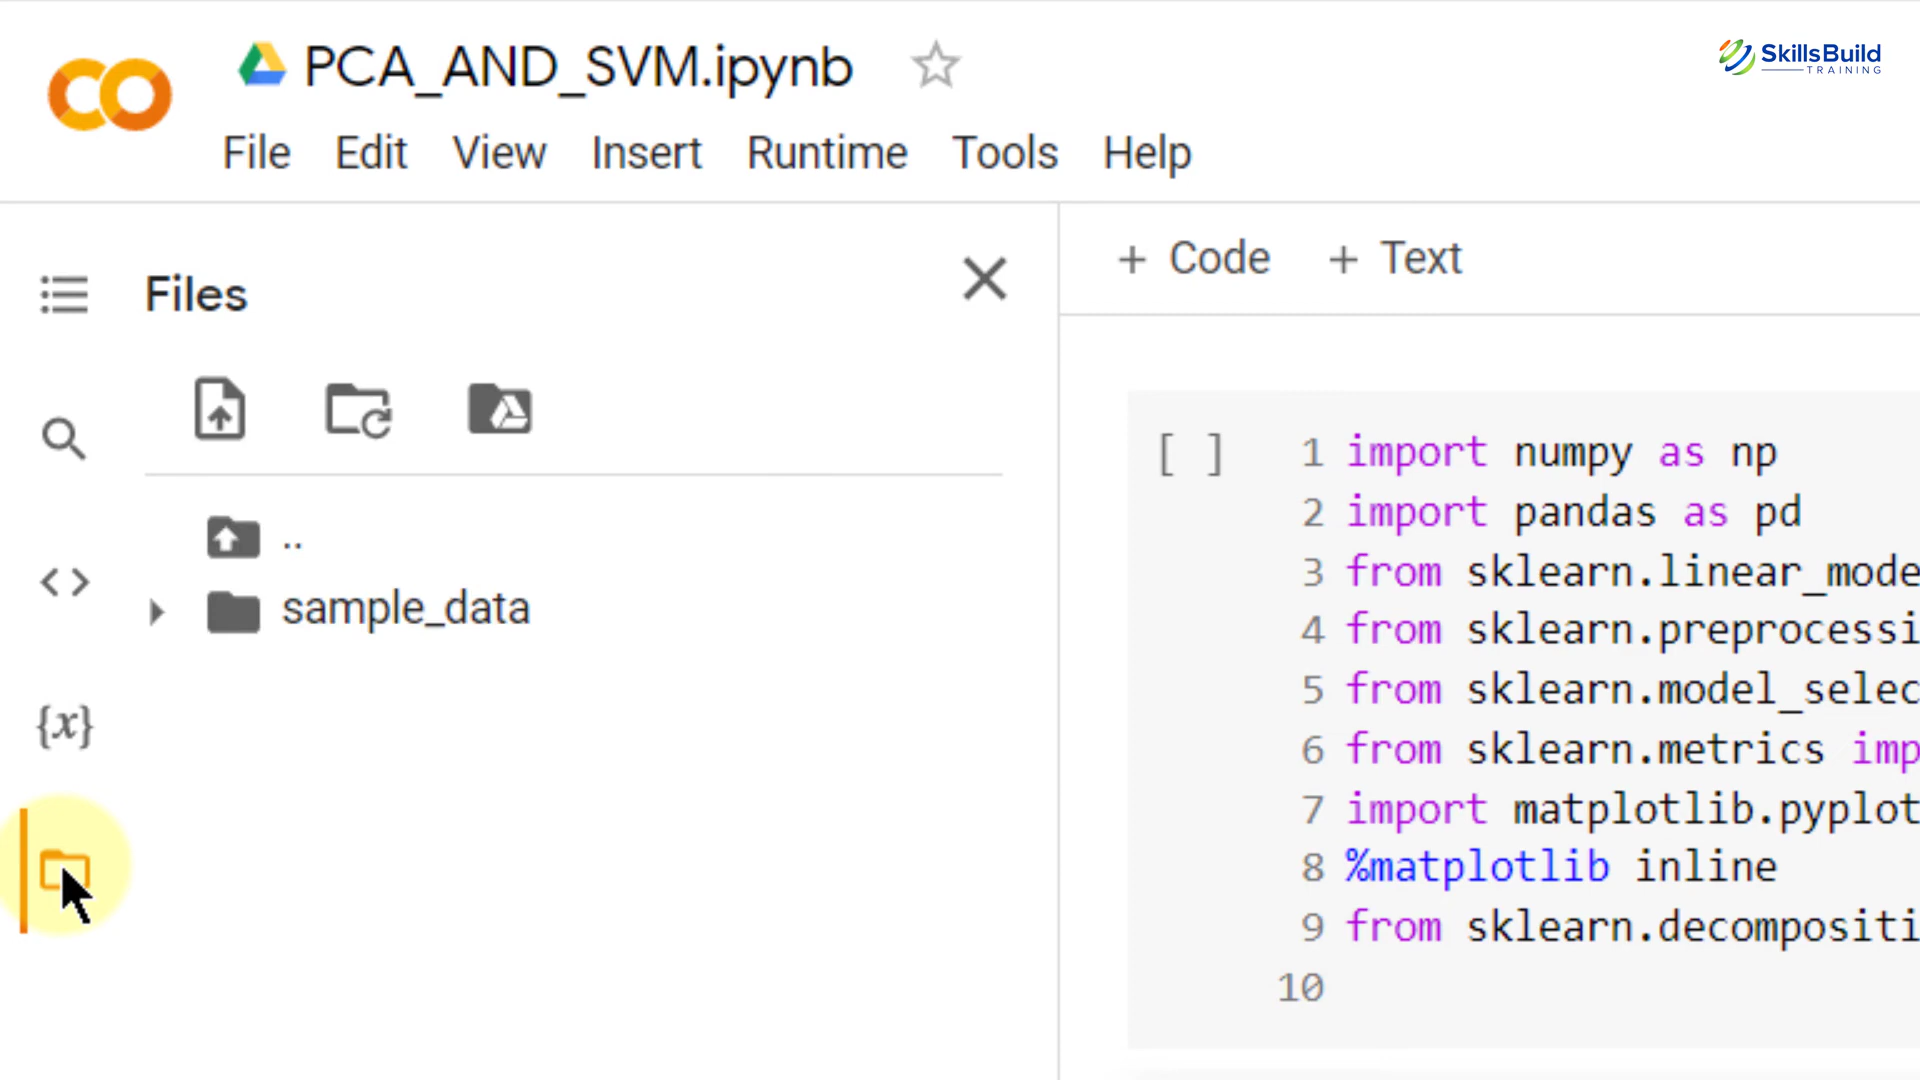 PCA_AND_SVM.ipynb
SkillsBuild
TRAINING
File Edit View Insert Runtime Tools Help
Files
+ Code + Text
..
sample_data
{x}
[ ]
1 import numpy as np
2 import pandas as pd
3 from sklearn.linear_mode
4 from sklearn.preprocessi
5 from sklearn.model_selec
6 from sklearn.metrics imp
7 import matplotlib.pyplot
8 %matplotlib inline
9 from sklearn.decompositi
10